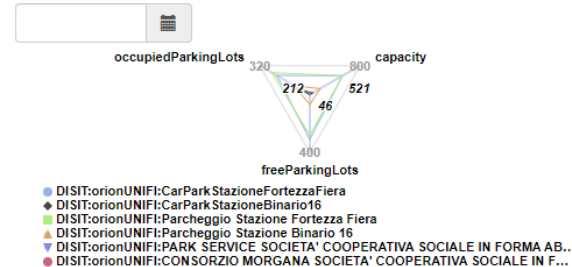 occupiedParkingLots
capacity
320
800
212
521
46
400
freeParkingLots
DISIT:orionUNIFI:CarParkStazioneFortezzaFiera
DISIT:orionUNIFI:CarParkStazioneBinario16
DISIT:orionUNIFI:Parcheggio Stazione Fortezza Fiera
DISIT:orionUNIFI:Parcheggio Stazione Binario 16
DISIT:orionUNIFI:PARK SERVICE SOCIETA' COOPERATIVA SOCIALE IN FORMA AB..
DISIT:orionUNIFI:CONSORZIO MORGANA SOCIETA' COOPERATIVA SOCIALE IN F...